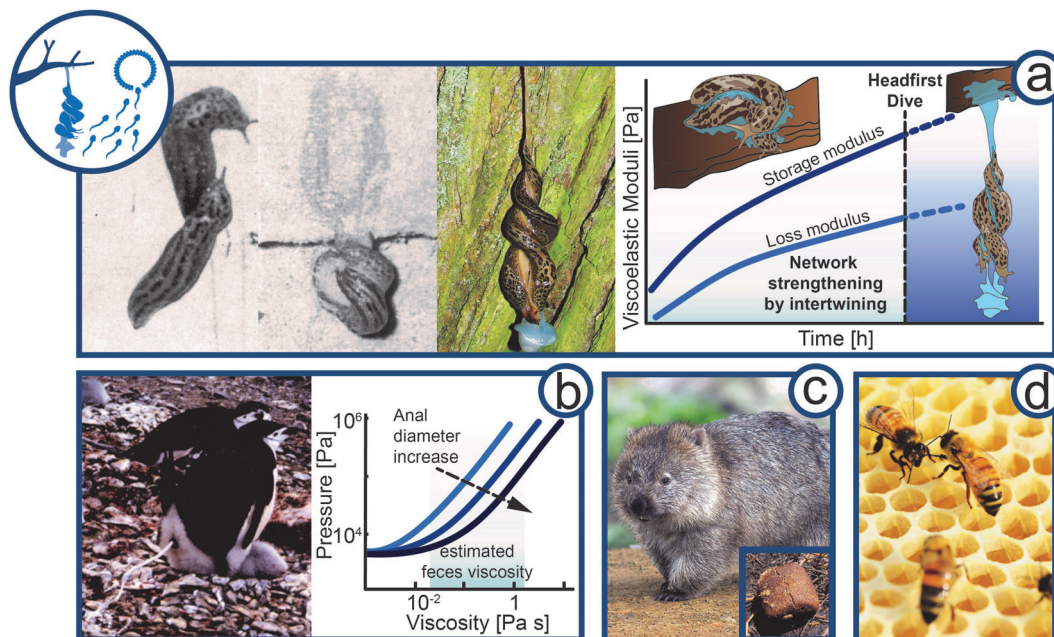 a
Viscoelastic Moduli [Pa]
Headfirst
Dive
Storage modulus
Loss modulus
Network
strengthening
by intertwining
Time [h]
b
Pressure [Pa]
10⁶
10⁴
Anal
diameter
increase
estimated
feces viscosity
10⁻² 1
Viscosity [Pa s]
c
d